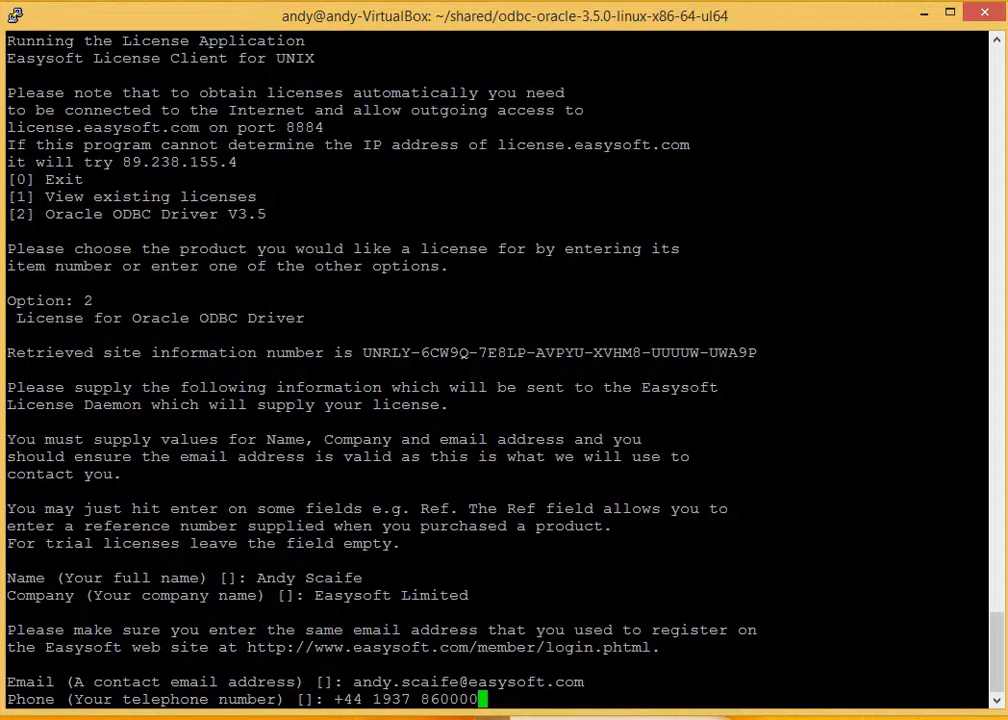 andy@andy-VirtualBox: ~/shared/odbc-oracle-3.5.0-linux-x86-64-ul64
Running the License Application
Easysoft License Client for UNIX
Please note that to obtain licenses automatically you need
to be connected to the Internet and allow outgoing access to
license.easysoft.com on port 8884
If this program cannot determine the IP address of license.easysoft.com
it will try 89.238.155.4
[0] Exit
[1] View existing licenses
[2] Oracle ODBC Driver V3.5
Please choose the product you would like a license for by entering its
item number or enter one of the other options.
Option: 2
License for Oracle ODBC Driver
Retrieved site information number is UNRLY-6CW9Q-7E8LP-AVPYU-XVHM8-UUUUW-UWA9P
Please supply the following information which will be sent to the Easysoft
License Daemon which will supply your license.
You must supply values for Name, Company and email address and you
should ensure the email address is valid as this is what we will use to
contact you.
You may just hit enter on some fields e.g. Ref. The Ref field allows you to
enter a reference number supplied when you purchased a product.
For trial licenses leave the field empty.
Name (Your full name) []: Andy Scaife
Company (Your company name) []: Easysoft Limited
Please make sure you enter the same email address that you used to register on
the Easysoft web site at http://www.easysoft.com/member/login.phtml.
Email (A contact email address) []: andy.scaife@easysoft.com
Phone (Your telephone number) []: +44 1937 860000